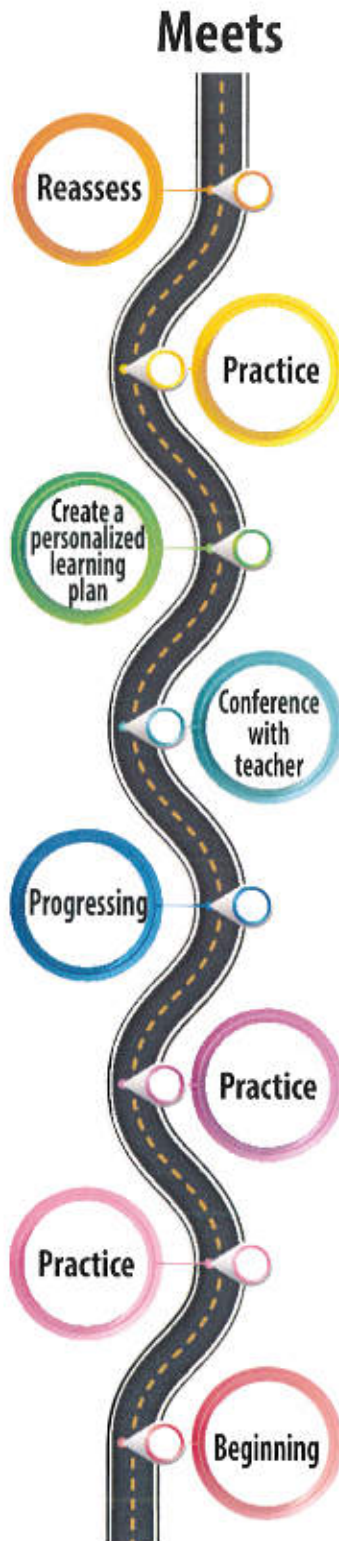 Meets
Reassess
Practice
Create a
personalized
learning
plan
Conference
with
teacher
Progressing
Practice
Practice
Beginning